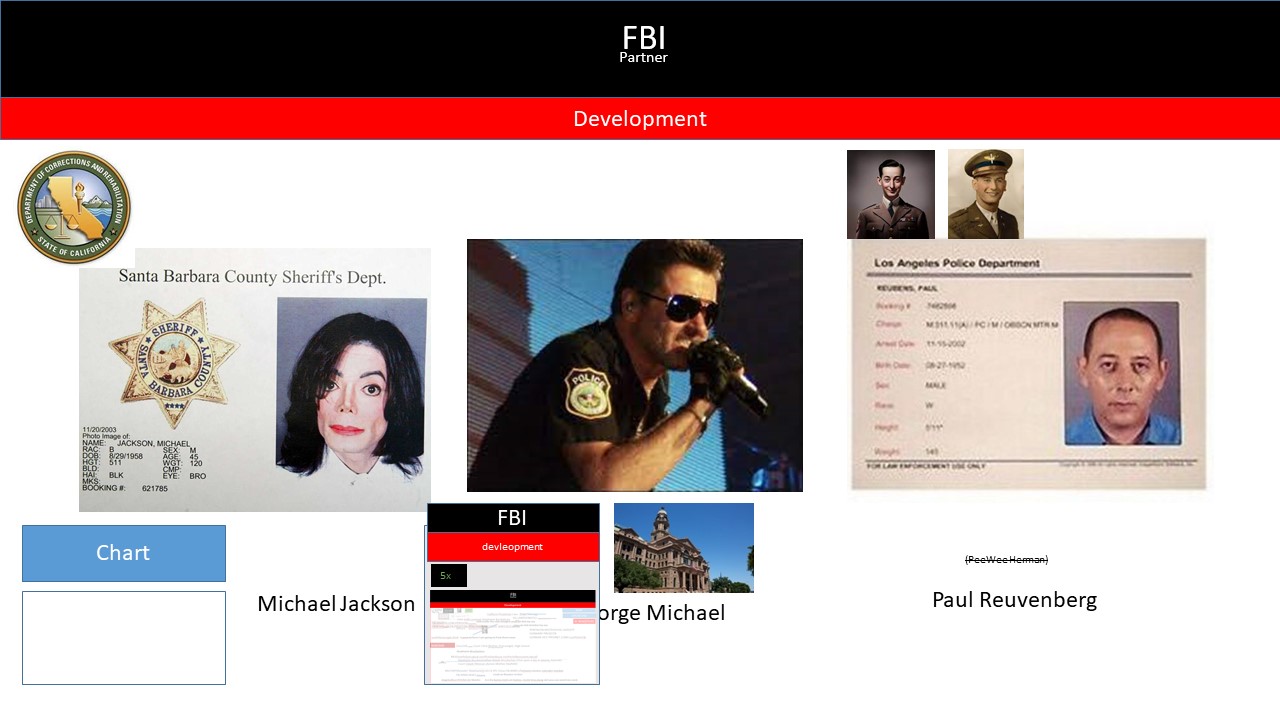 FBI
Partner
Development
DEPARTMENT OF CORRECTIONS AND REHABILITATION
STATE OF CALIFORNIA
Santa Barbara County Sheriff's Dept.
SHERIFF
SANTA BARBARA COUNTY
11/20/2003
Photo Image of:
NAME: JACKSON, MICHAEL
RAC: B SEX: M
DOB: 8/29/1958 AGE: 45
HGT: 511 WGT: 120
BLD: CMP:
HAI: BLK EYE: BRO
MKS:
BOOKING #: 621785
POLICE
Los Angeles Police Department
REUBENS, PAUL
Booking #
Charge M 311.11(A) / PC / M / OBSCN MTR M
Arrest Date 11-15-2002
Birth Date 08-27-1952
Sex MALE
Race W
Height 5'11"
Weight 145
FOR LAW ENFORCEMENT USE ONLY
Chart
Michael Jackson
FBI
devleopment
5x
FBI
Development
orge Michael
(PeeWeeHerman)
Paul Reuvenberg